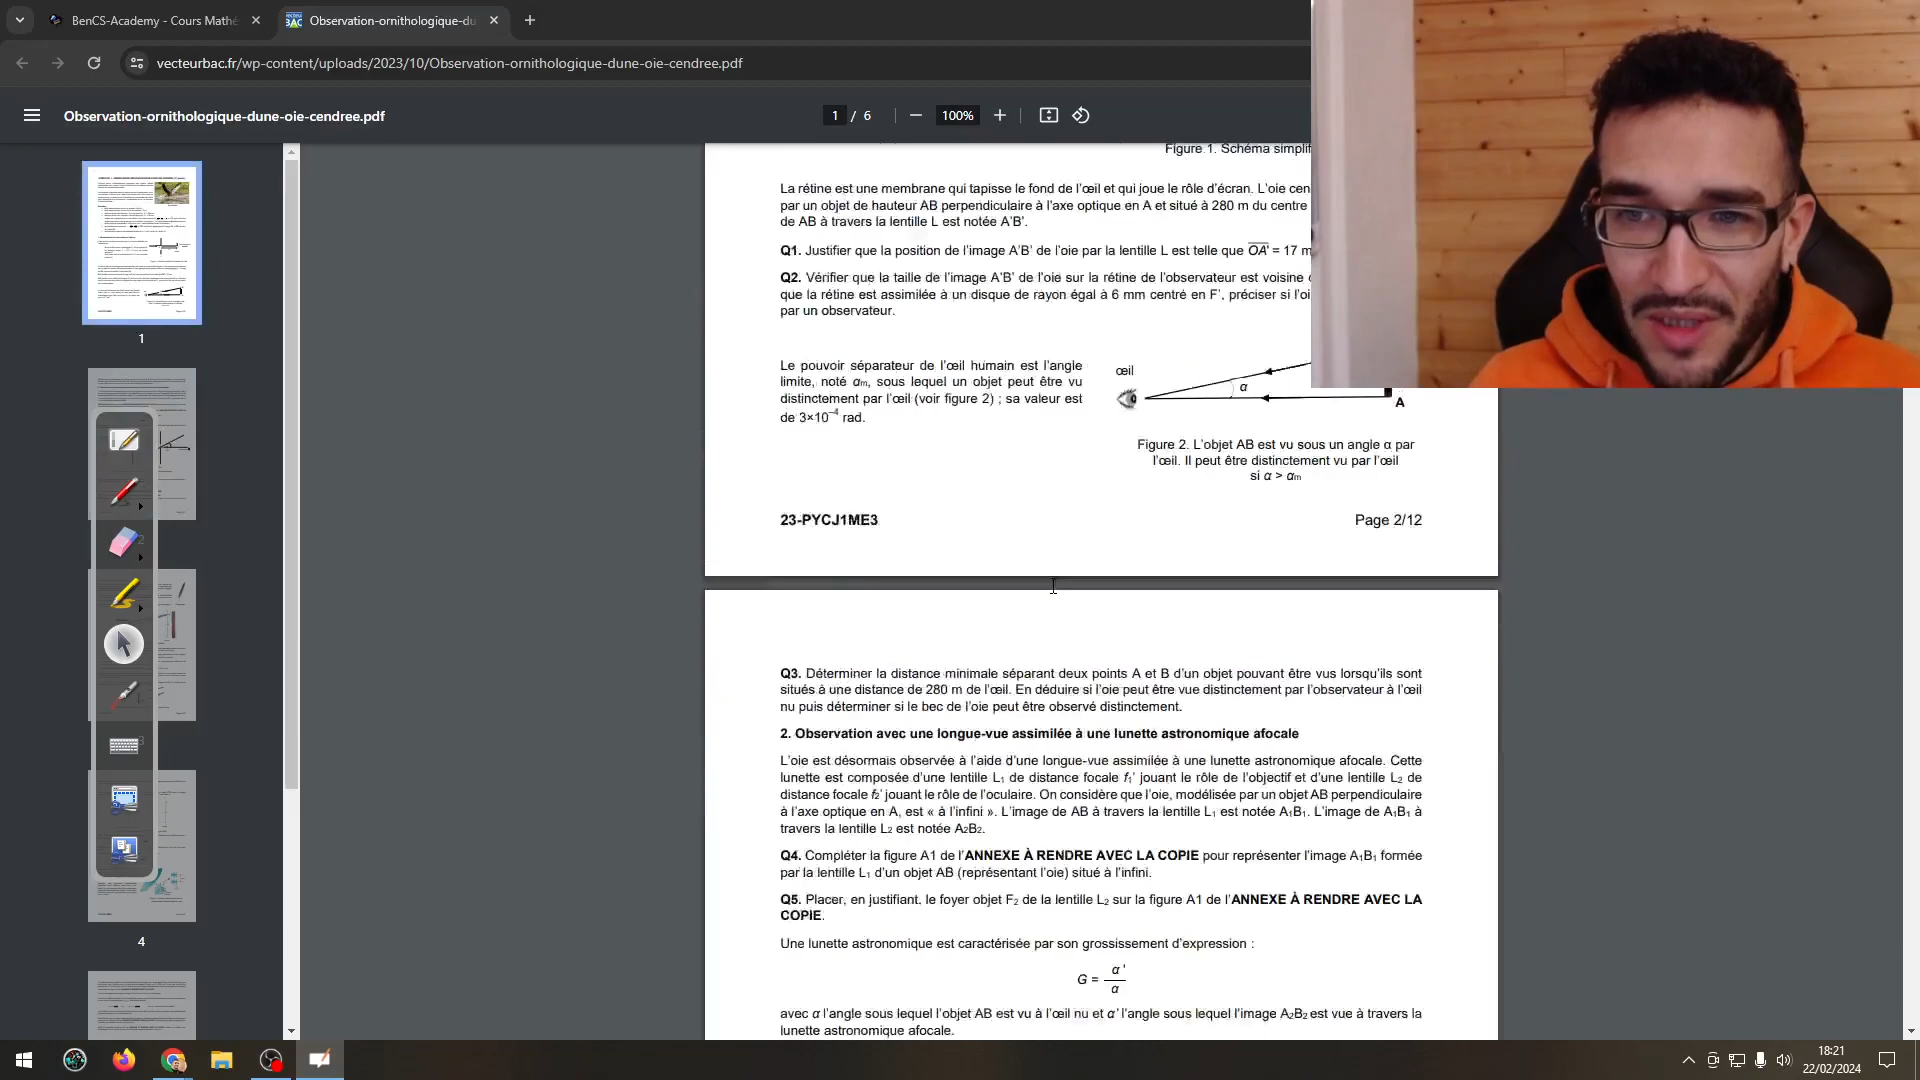 BenCS-Academy - Cours Mathé
Observation-ornithologique-du
vecteurbac.fr/wp-content/uploads/2023/10/Observation-ornithologique-dune-oie-cendree.pdf
Observation-ornithologique-dune-oie-cendree.pdf
1 / 6
100%
Figure 1. Schéma simplif
La rétine est une membrane qui tapisse le fond de l'œil et qui joue le rôle d'écran. L'oie cen
par un objet de hauteur AB perpendiculaire à l'axe optique en A et situé à 280 m du centre
de AB à travers la lentille L est notée A'B'.
Q1. Justifier que la position de l'image A'B' de l'oie par la lentille L est telle que OA' = 17 m
Q2. Vérifier que la taille de l'image A'B' de l'oie sur la rétine de l'observateur est voisine
que la rétine est assimilée à un disque de rayon égal à 6 mm centré en F', préciser si l'oi
par un observateur.
Le pouvoir séparateur de l'œil humain est l'angle
limite, noté αm, sous lequel un objet peut être vu
distinctement par l'œil (voir figure 2) ; sa valeur est
de 3×10⁻⁴ rad.
œil
α
A
Figure 2. L'objet AB est vu sous un angle α par
l'œil. Il peut être distinctement vu par l'œil
si α > αm
23-PYCJ1ME3
Page 2/12
Q3. Déterminer la distance minimale séparant deux points A et B d'un objet pouvant être vus lorsqu'ils sont
situés à une distance de 280 m de l'œil. En déduire si l'oie peut être vue distinctement par l'observateur à l'œil
nu puis déterminer si le bec de l'oie peut être observé distinctement.
2. Observation avec une longue-vue assimilée à une lunette astronomique afocale
L'oie est désormais observée à l'aide d'une longue-vue assimilée à une lunette astronomique afocale. Cette
lunette est composée d'une lentille L₁ de distance focale f₁' jouant le rôle de l'objectif et d'une lentille L₂ de
distance focale f₂' jouant le rôle de l'oculaire. On considère que l'oie, modélisée par un objet AB perpendiculaire
à l'axe optique en A, est « à l'infini ». L'image de AB à travers la lentille L₁ est notée A₁B₁. L'image de A₁B₁ à
travers la lentille L₂ est notée A₂B₂.
Q4. Compléter la figure A1 de l'ANNEXE À RENDRE AVEC LA COPIE pour représenter l'image A₁B₁ formée
par la lentille L₁ d'un objet AB (représentant l'oie) situé à l'infini.
Q5. Placer, en justifiant, le foyer objet F₂ de la lentille L₂ sur la figure A1 de l'ANNEXE À RENDRE AVEC LA
COPIE.
Une lunette astronomique est caractérisée par son grossissement d'expression :
G = α' / α
avec α l'angle sous lequel l'objet AB est vu à l'œil nu et α' l'angle sous lequel l'image A₂B₂ est vue à travers la
lunette astronomique afocale.
1
2
3
4
18:21
22/02/2024